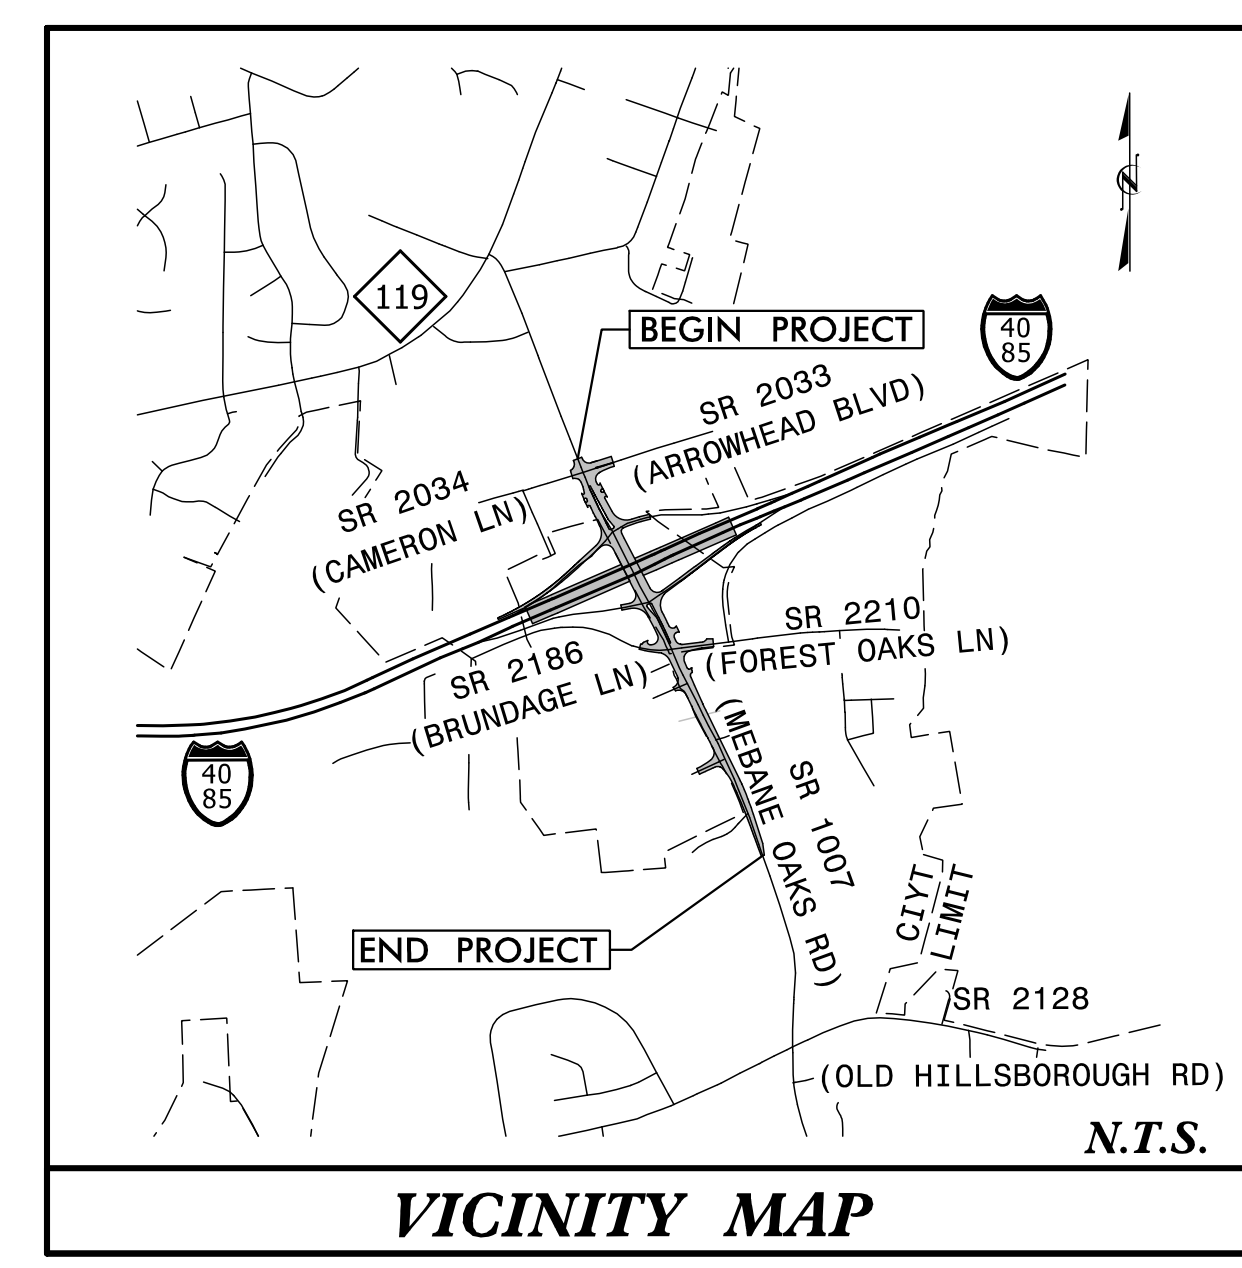 119
BEGIN PROJECT
40
85
SR 2033
(ARROWHEAD BLVD)
SR 2034
(CAMERON LN)
SR 2210
(FOREST OAKS LN)
SR 2186
(BRUNDAGE LN)
40
85
SR 1007
(MEBANE OAKS RD)
CIYT
LIMIT
END PROJECT
SR 2128
(OLD HILLSBOROUGH RD)
N.T.S.
VICINITY MAP